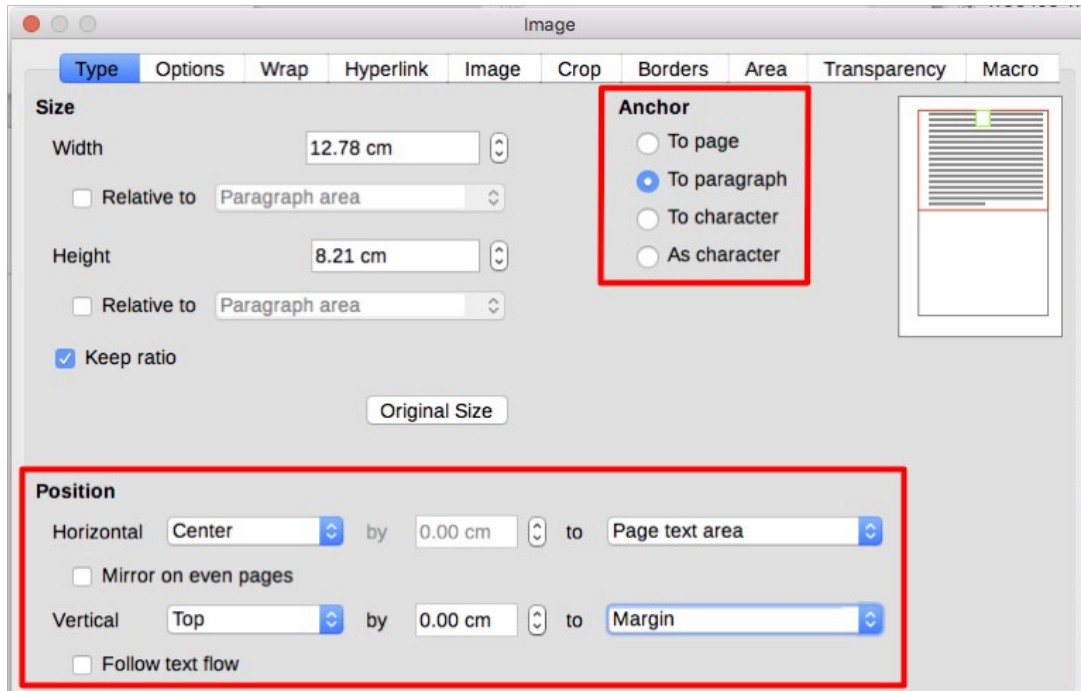 Image
Type Options Wrap Hyperlink Image Crop Borders Area Transparency Macro
Size
Width 12.78 cm
Relative to Paragraph area
Height 8.21 cm
Relative to Paragraph area
Keep ratio
Original Size
Anchor
To page
To paragraph
To character
As character
Position
Horizontal Center by 0.00 cm to Page text area
Mirror on even pages
Vertical Top by 0.00 cm to Margin
Follow text flow